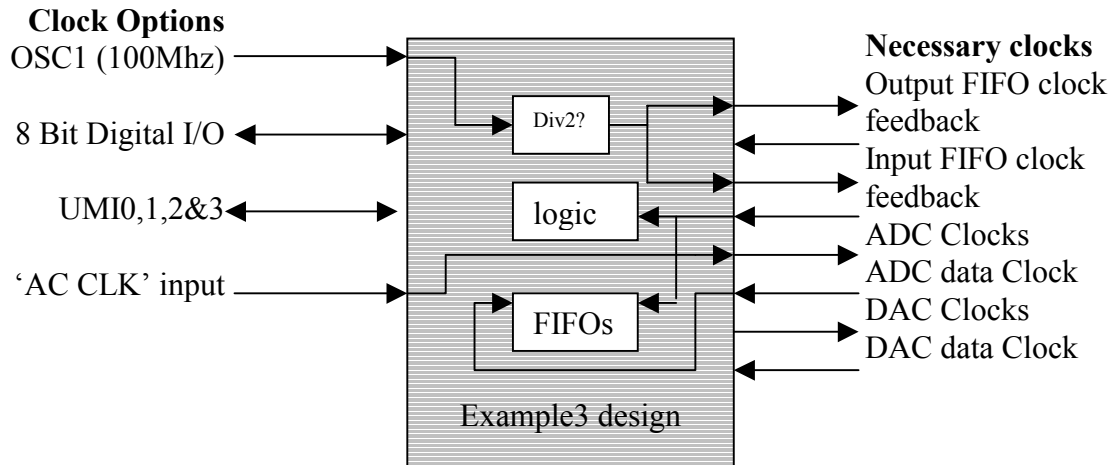 Clock Options
OSC1 (100Mhz)
8 Bit Digital I/O
UMI0,1,2&3
‘AC CLK’ input
Div2?
logic
FIFOs
Example3 design
Necessary clocks
Output FIFO clock
feedback
Input FIFO clock
feedback
ADC Clocks
ADC data Clock
DAC Clocks
DAC data Clock